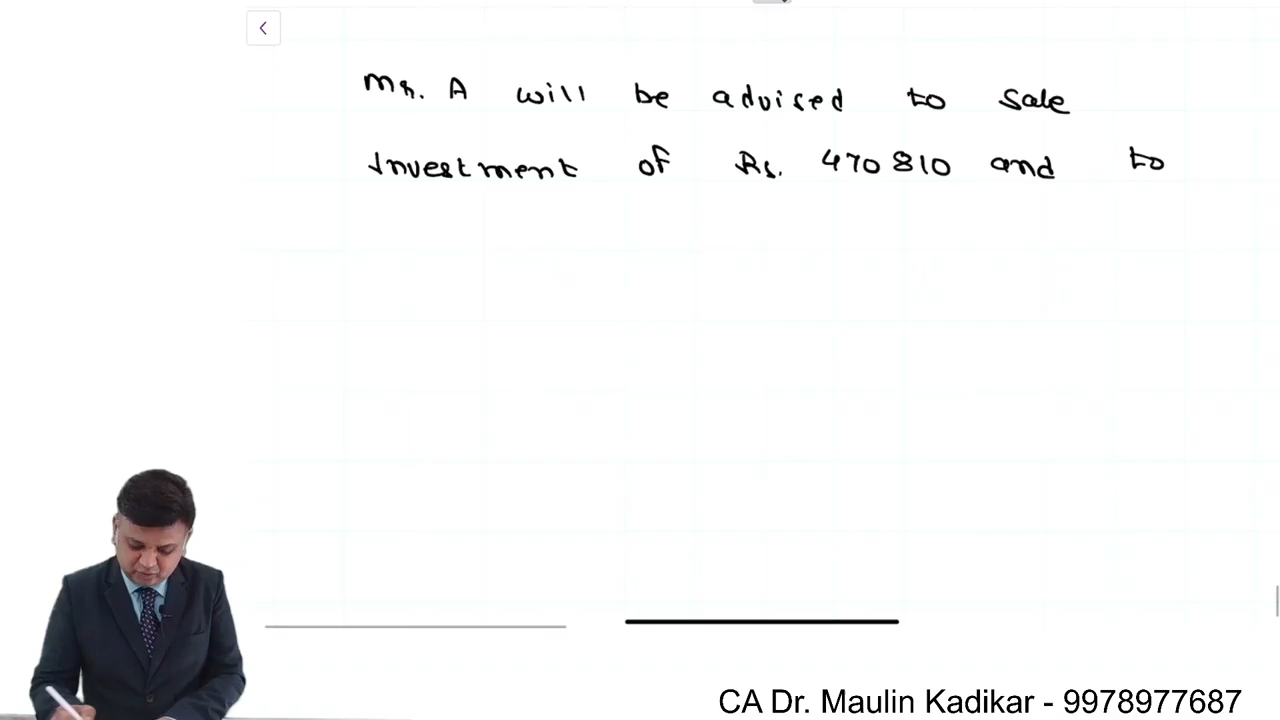 Mr. A will be advised to sale
Investment of Rs. 470810 and to
CA Dr. Maulin Kadikar - 9978977687